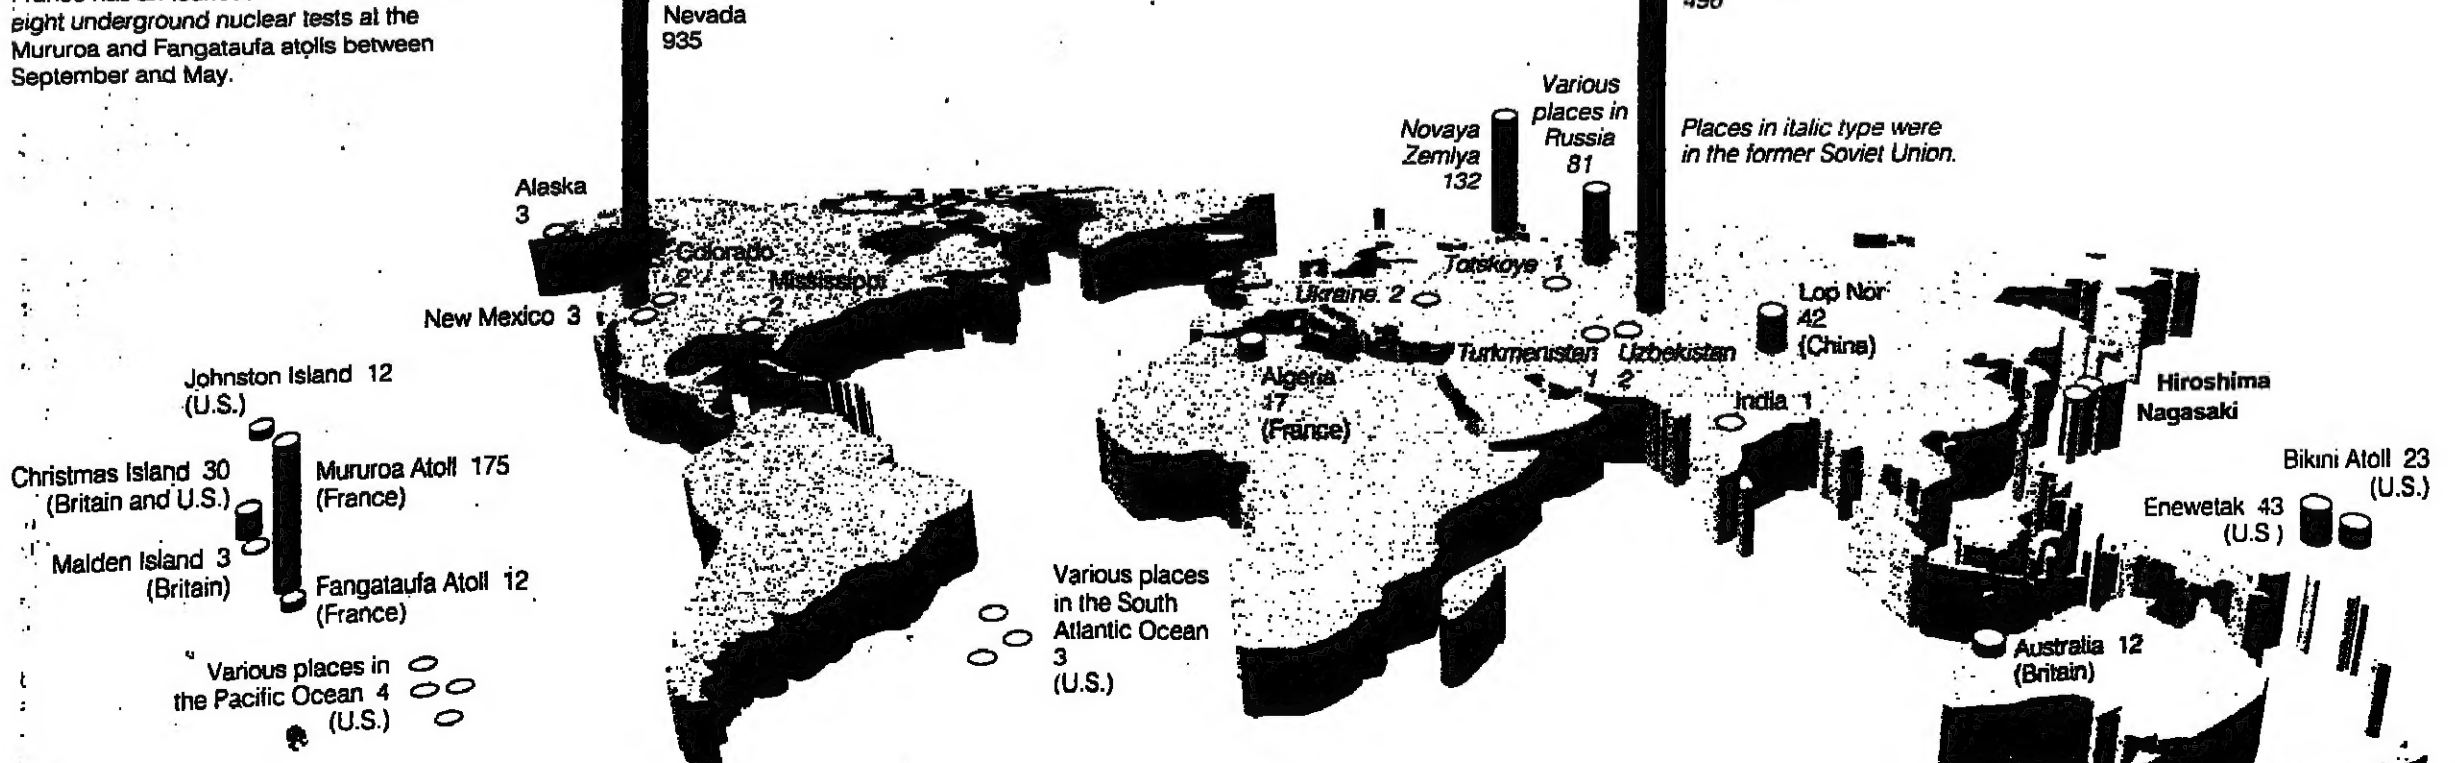 eight underground nuclear tests at the
Mururoa and Fangataufa atolls between
September and May.
Nevada
935
Alaska
3
Colorado
2
Mississippi
2
New Mexico 3
Johnston Island 12
(U.S.)
Christmas Island 30
(Britain and U.S.)
Mururoa Atoll 175
(France)
Malden Island 3
(Britain)
Fangataufa Atoll 12
(France)
Various places in
the Pacific Ocean 4
(U.S.)
Various places
in the South
Atlantic Ocean
3
(U.S.)
Novaya
Zemlya
132
Various
places in
Russia
81
Places in italic type were
in the former Soviet Union.
Totskoye 1
Ukraine 2
Turkmenistan
1
Uzbekistan
2
Lop Nor
42
(China)
Algeria
17
(France)
India 1
Hiroshima
Nagasaki
Bikini Atoll 23
(U.S.)
Enewetak 43
(U.S )
Australia 12
(Britain)